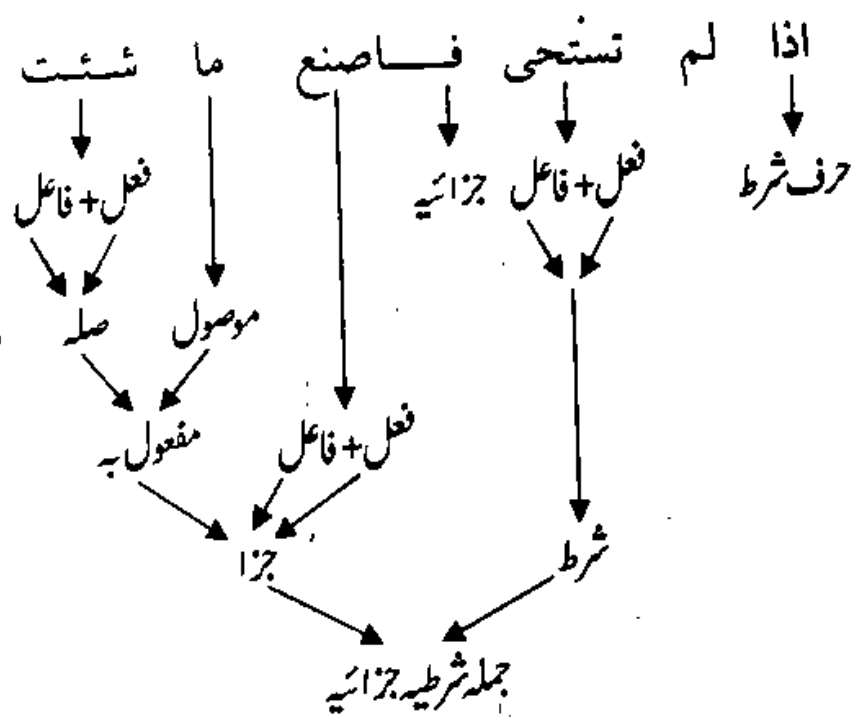 اذا لم تستحی فــاصنع ما شئت
حرف شرط فعل+فاعل جزائیہ فعل+فاعل
موصول صلہ
فعل+فاعل مفعول بہ
شرط جزا
جملہ شرطیہ جزائیہ